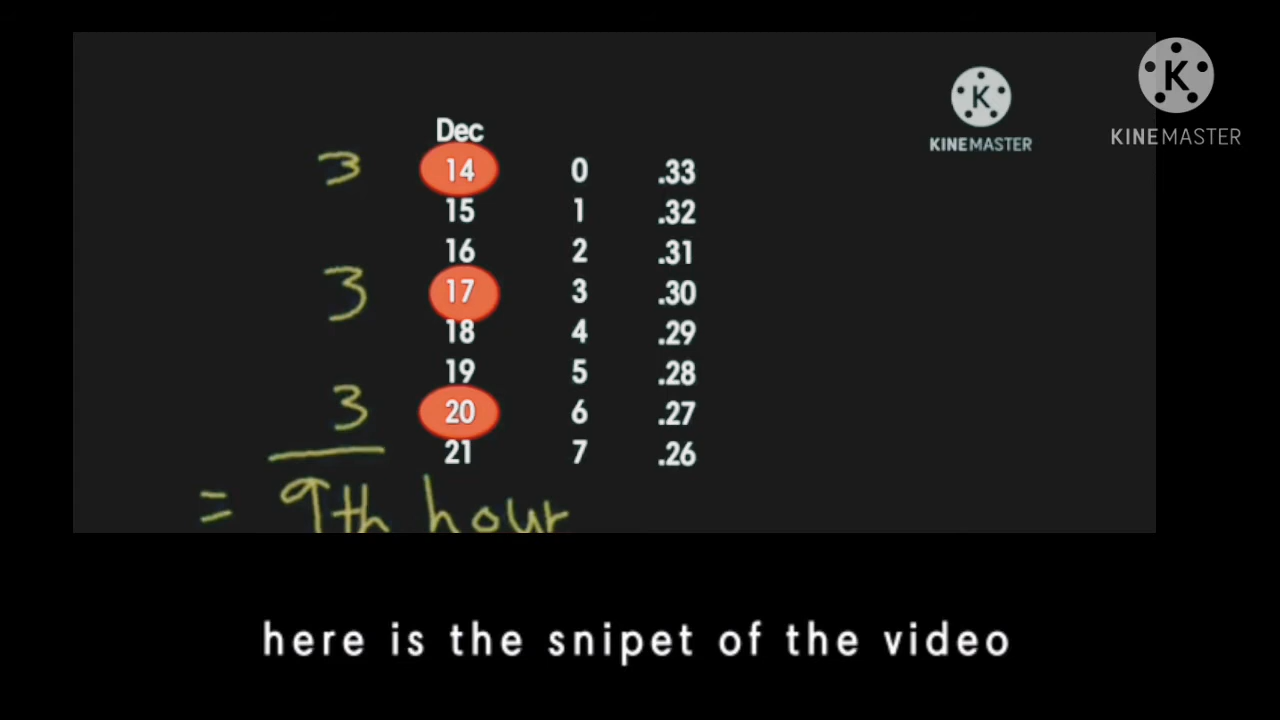 Dec
3 14 0 .33
15 1 .32
16 2 .31
3 17 3 .30
18 4 .29
19 5 .28
3 20 6 .27
21 7 .26
= 9th hour
K
KINEMASTER
K
KINEMASTER
here is the snipet of the video